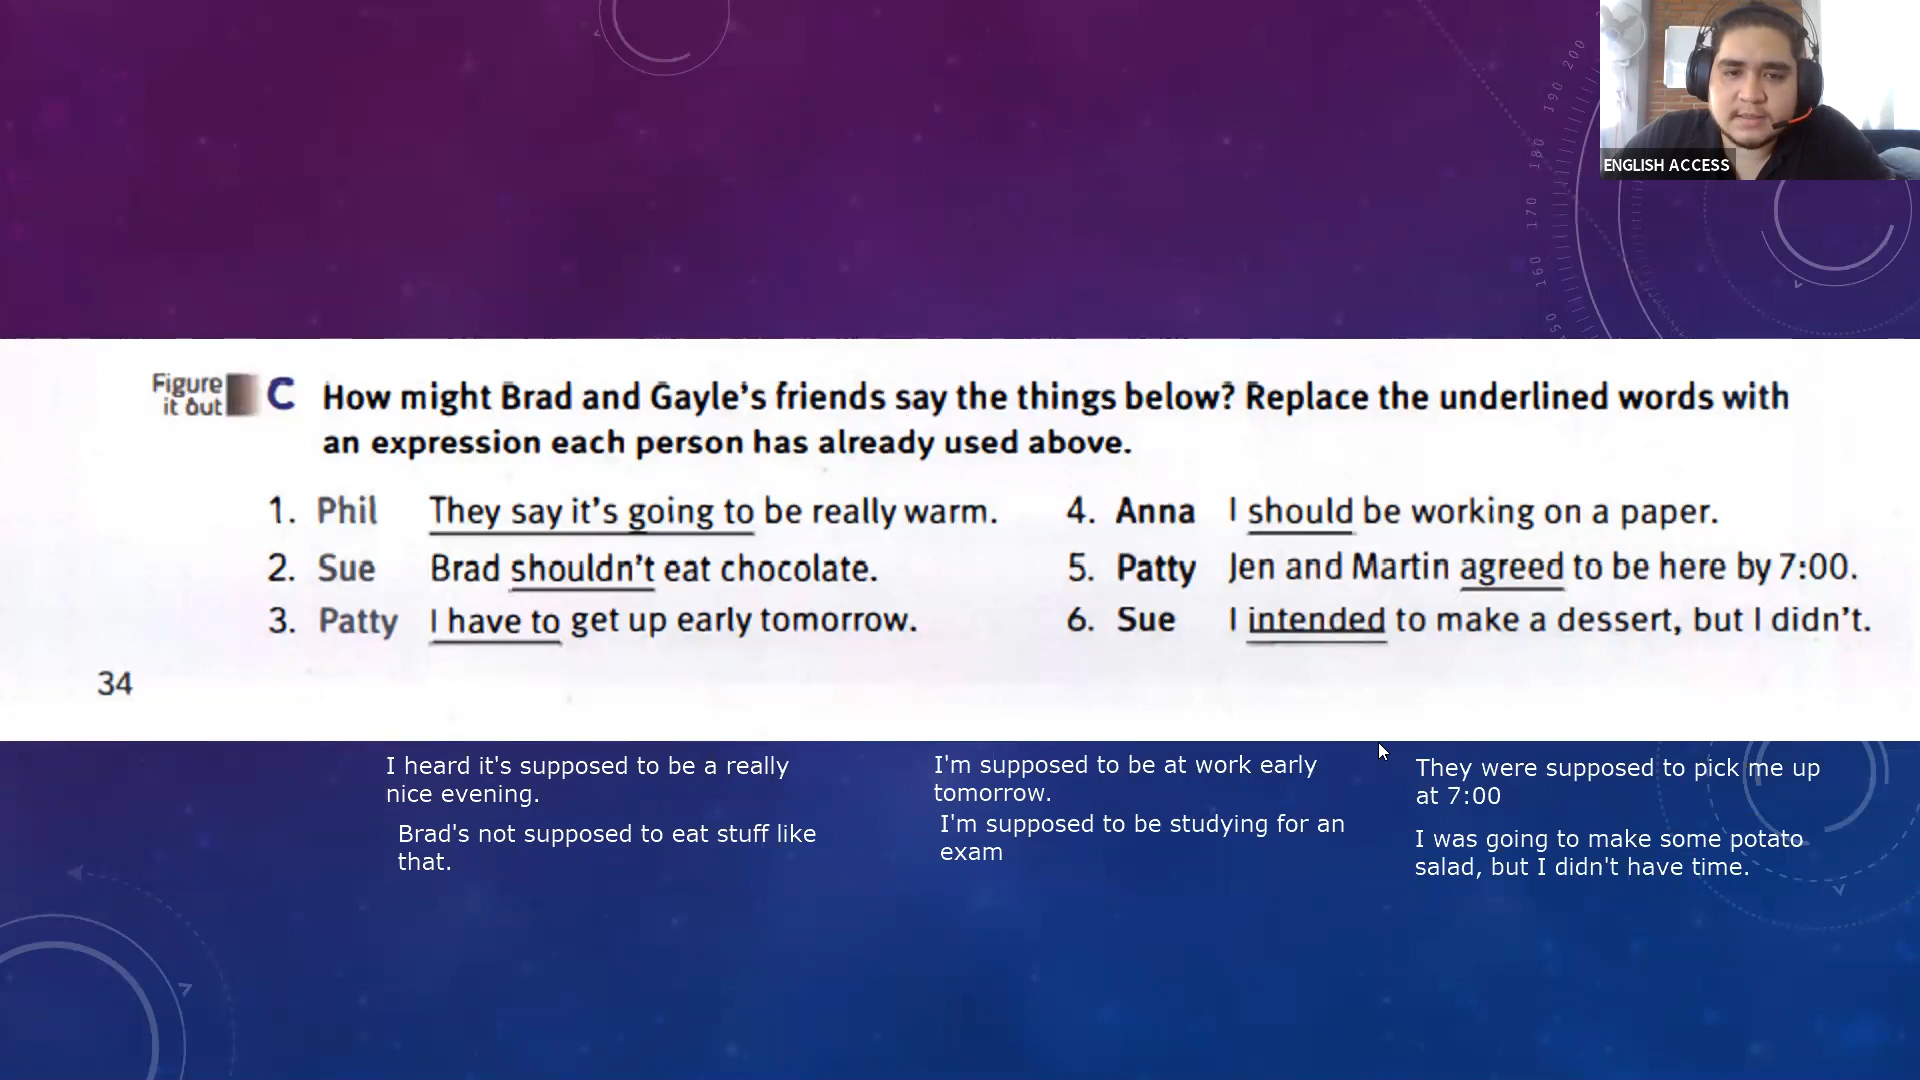 200
190
180
170
160
150
ENGLISH ACCESS
Figure it out C How might Brad and Gayle's friends say the things below? Replace the underlined words with
an expression each person has already used above.
1. Phil They say it's going to be really warm.
2. Sue Brad shouldn't eat chocolate.
3. Patty I have to get up early tomorrow.
4. Anna I should be working on a paper.
5. Patty Jen and Martin agreed to be here by 7:00.
6. Sue I intended to make a dessert, but I didn't.
34
I heard it's supposed to be a really
nice evening.
Brad's not supposed to eat stuff like
that.
I'm supposed to be at work early
tomorrow.
I'm supposed to be studying for an
exam
They were supposed to pick me up
at 7:00
I was going to make some potato
salad, but I didn't have time.